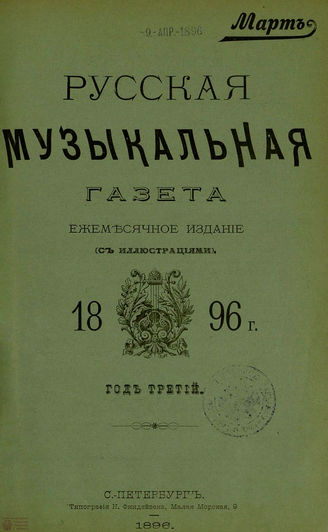 Мартъ
-9.-АПР.-1896
РУССКАЯ
МУЗЫКАЛЬНАЯ
ГАЗЕТА
ЕЖЕМѢСЯЧНОЕ ИЗДАНІЕ
(СЪ ИЛЛЮСТРАЦІЯМИ).
18 96 г.
ГОДЪ ТРЕТІЙ.
С.-ПЕТЕРБУРГЪ.
Типографія Н. Финдейзена, Малая Морская, 9
1896.